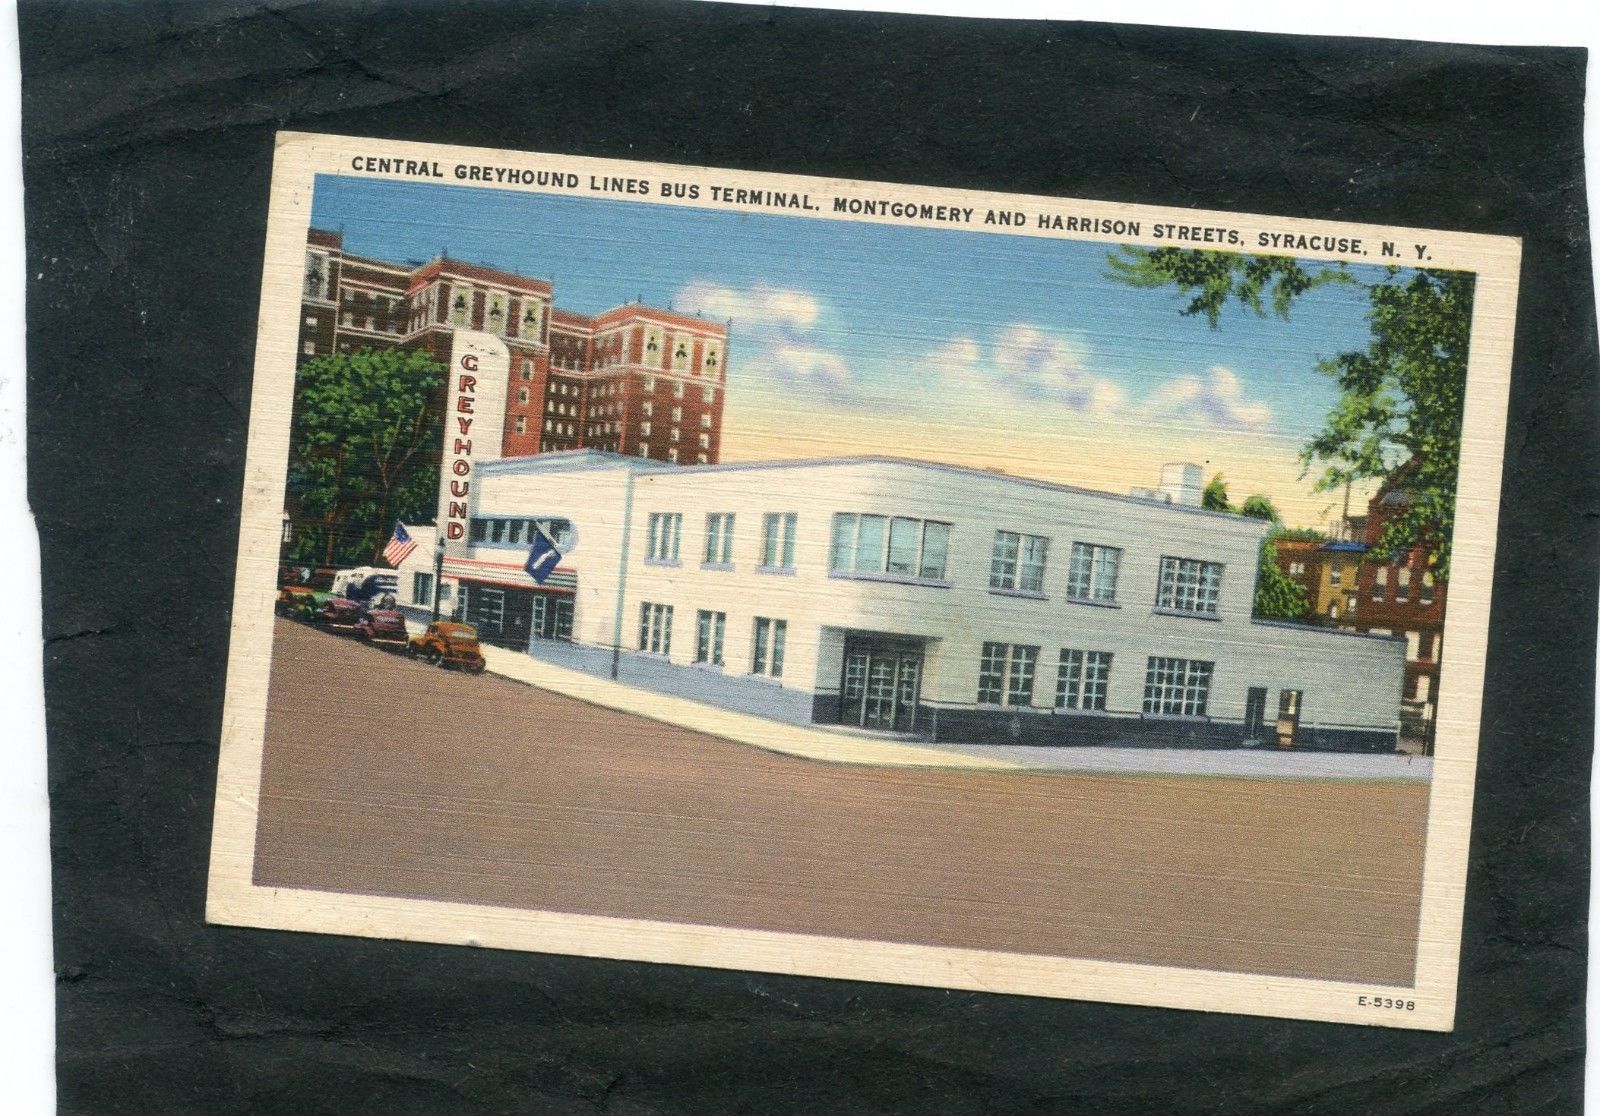 CENTRAL GREYHOUND LINES BUS TERMINAL, MONTGOMERY AND HARRISON STREETS, SYRACUSE, N. Y.
GREYHOUND
E-5398